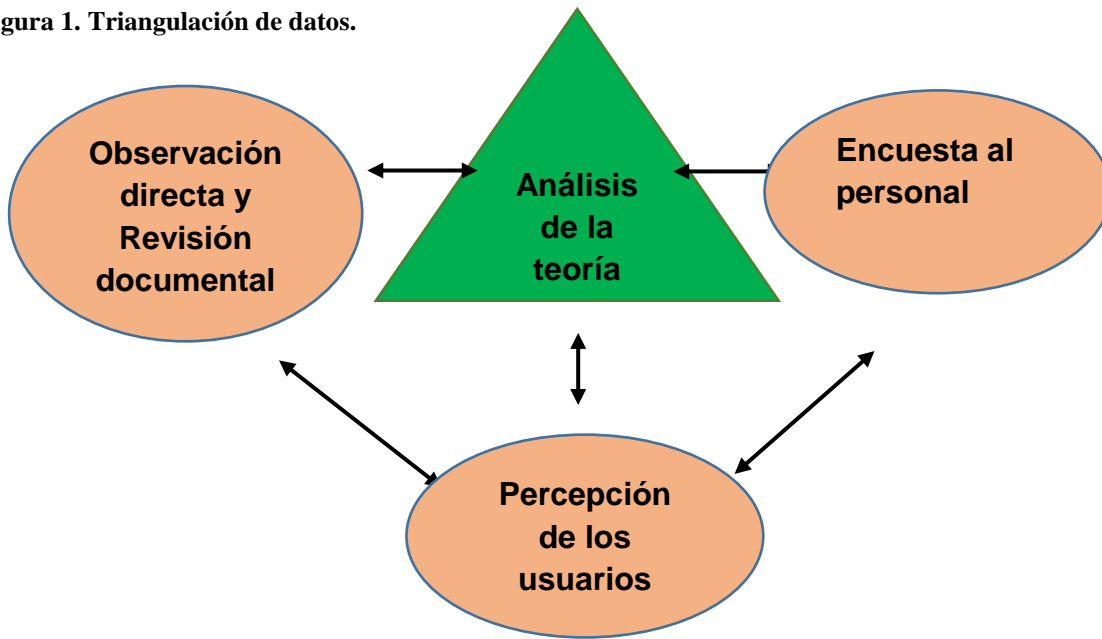 gura 1. Triangulación de datos.
Observación
directa y
Revisión
documental
Análisis
de la
teoría
Encuesta al
personal
Percepción
de los
usuarios